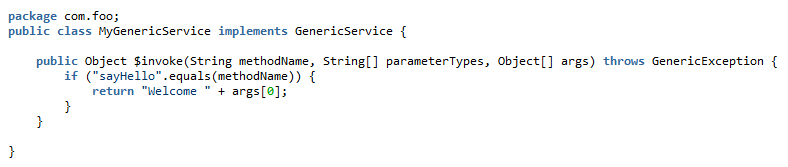 package com.foo;
public class MyGenericService implements GenericService {
    public Object $invoke(String methodName, String[] parameterTypes, Object[] args) throws GenericException {
        if ("sayHello".equals(methodName)) {
            return "Welcome " + args[0];
        }
    }
}